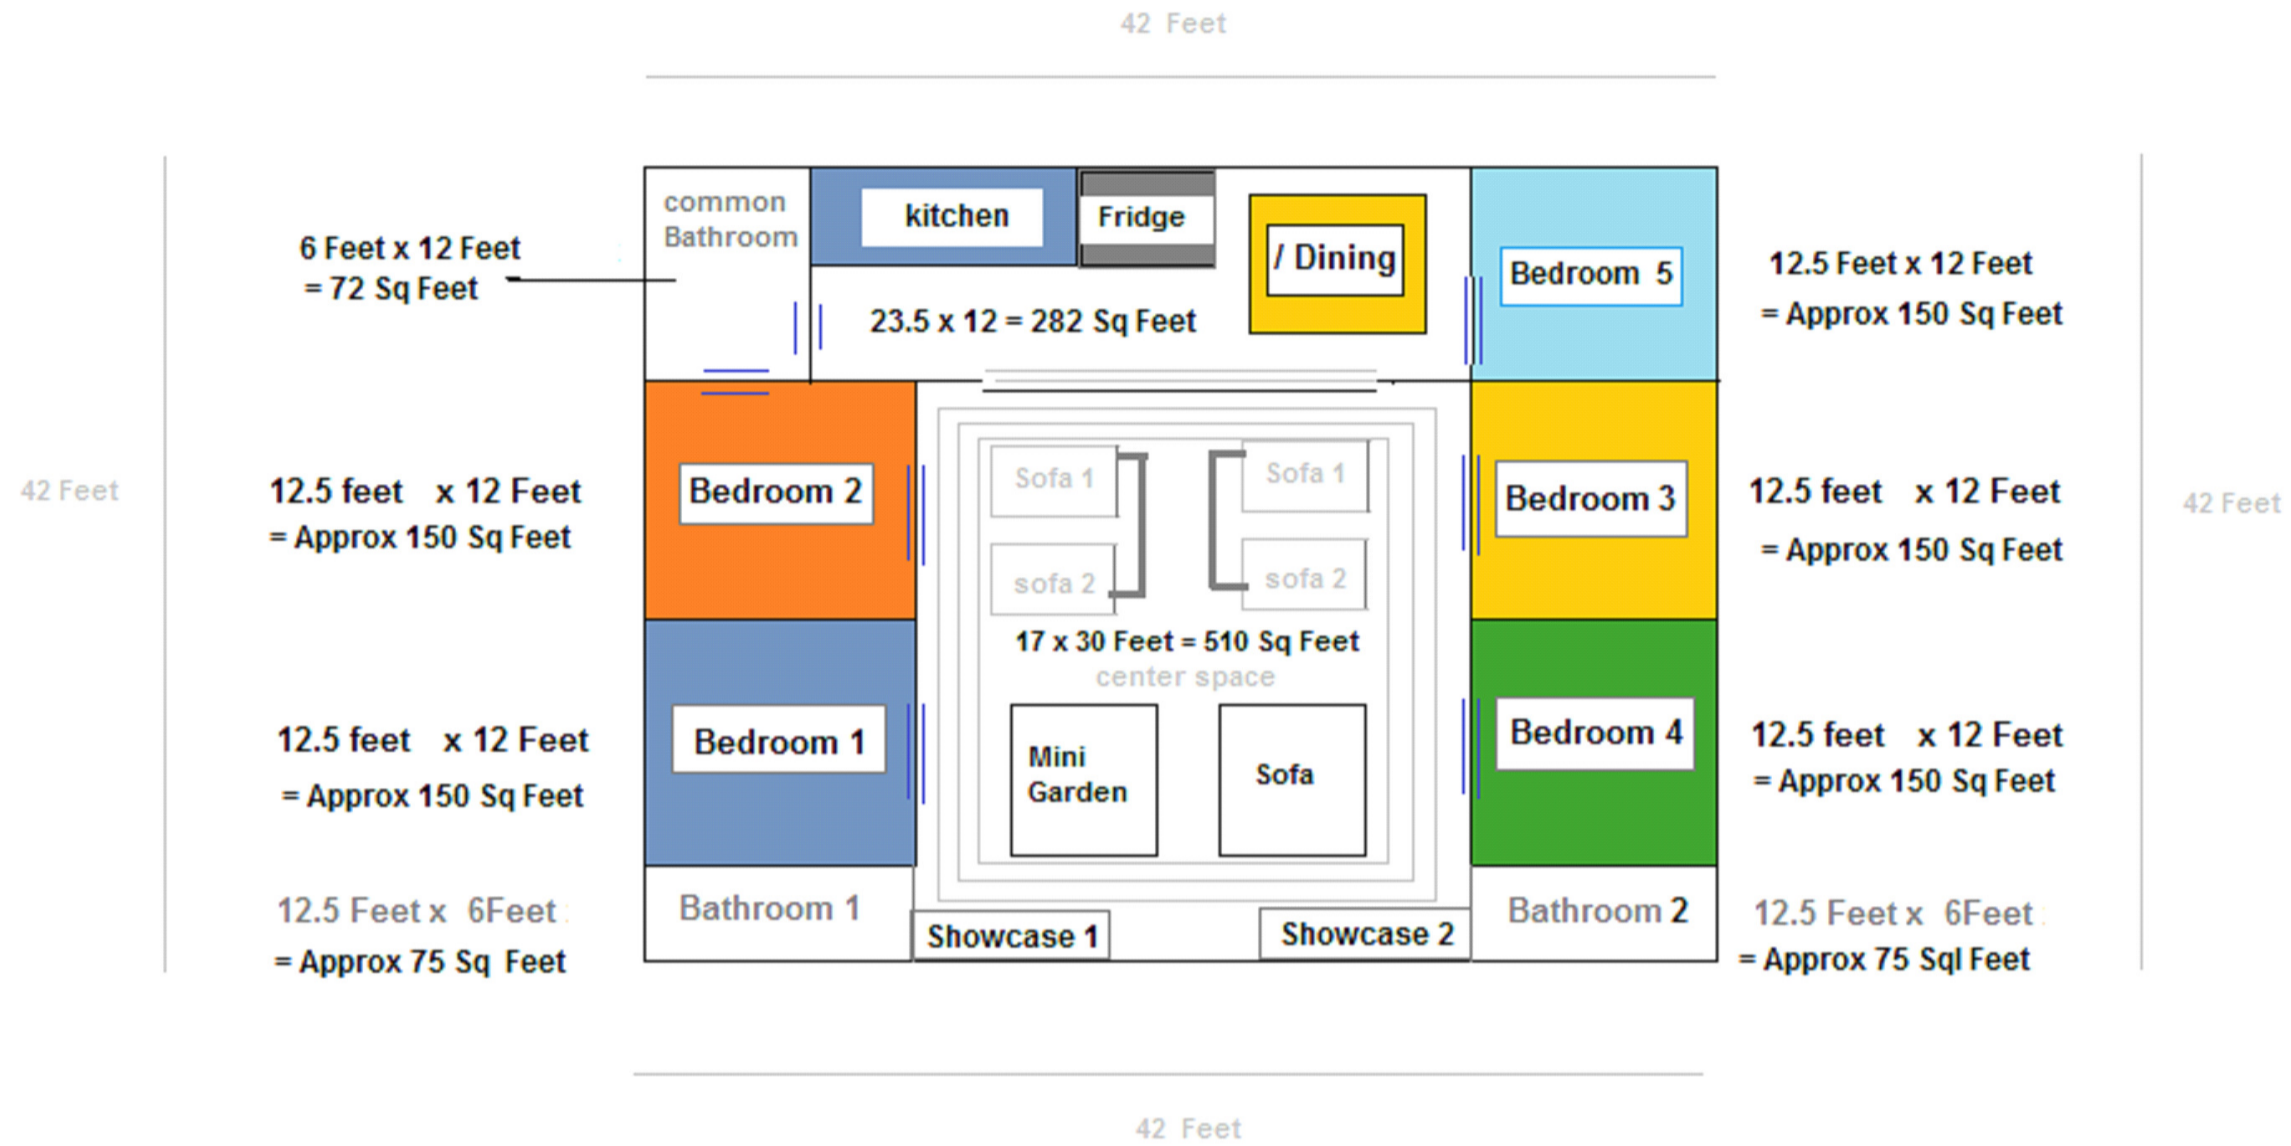 42 Feet
common
Bathroom
kitchen
Fridge
/ Dining
Bedroom 5
6 Feet x 12 Feet
= 72 Sq Feet
12.5 Feet x 12 Feet
= Approx 150 Sq Feet
23.5 x 12 = 282 Sq Feet
42 Feet
12.5 feet x 12 Feet
= Approx 150 Sq Feet
Bedroom 2
Sofa 1
Sofa 1
sofa 2
sofa 2
Bedroom 3
12.5 feet x 12 Feet
= Approx 150 Sq Feet
42 Feet
17 x 30 Feet = 510 Sq Feet
center space
12.5 feet x 12 Feet
= Approx 150 Sq Feet
Bedroom 1
Mini
Garden
Sofa
Bedroom 4
12.5 feet x 12 Feet
= Approx 150 Sq Feet
12.5 Feet x 6Feet
= Approx 75 Sq Feet
Bathroom 1
Showcase 1
Showcase 2
Bathroom 2
12.5 Feet x 6Feet
= Approx 75 Sql Feet
42 Feet